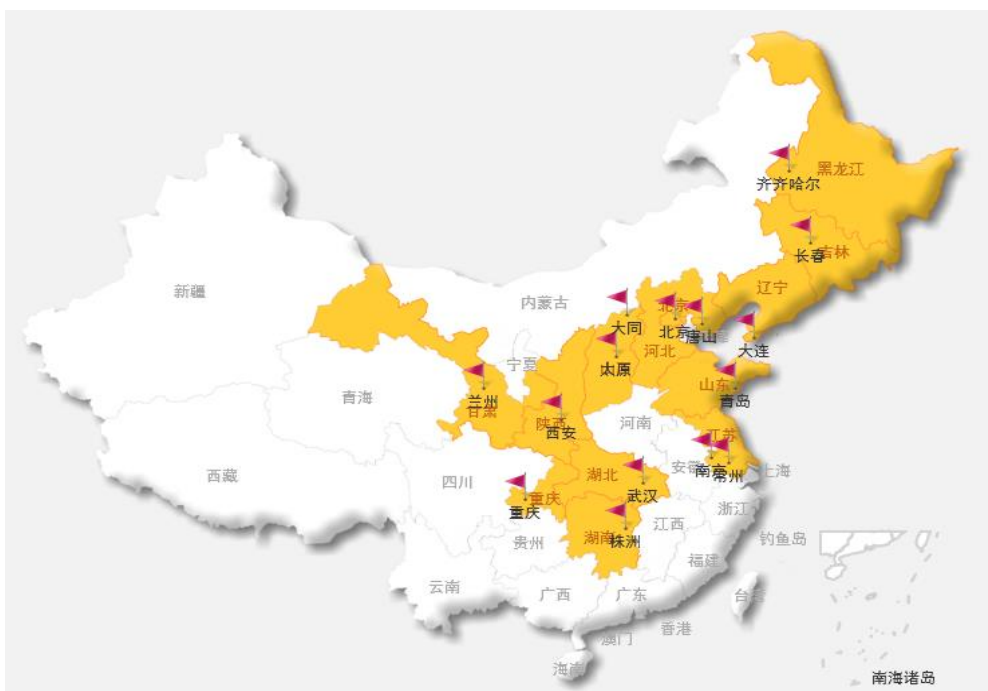 黑龙江
齐齐哈尔
吉林
长春
辽宁
新疆
内蒙古
北京
大同
北京
唐山
大连
河北
太原
宁夏
山东
青海
兰州
青岛
甘肃
陕西
西安
河南
江苏
安徽
南京
常州
上海
西藏
四川
湖北
武汉
重庆
重庆
浙江
江西
株洲
湖南
钓鱼岛
贵州
福建
云南
广西
广东
台湾
香港
澳门
海南
南海诸岛